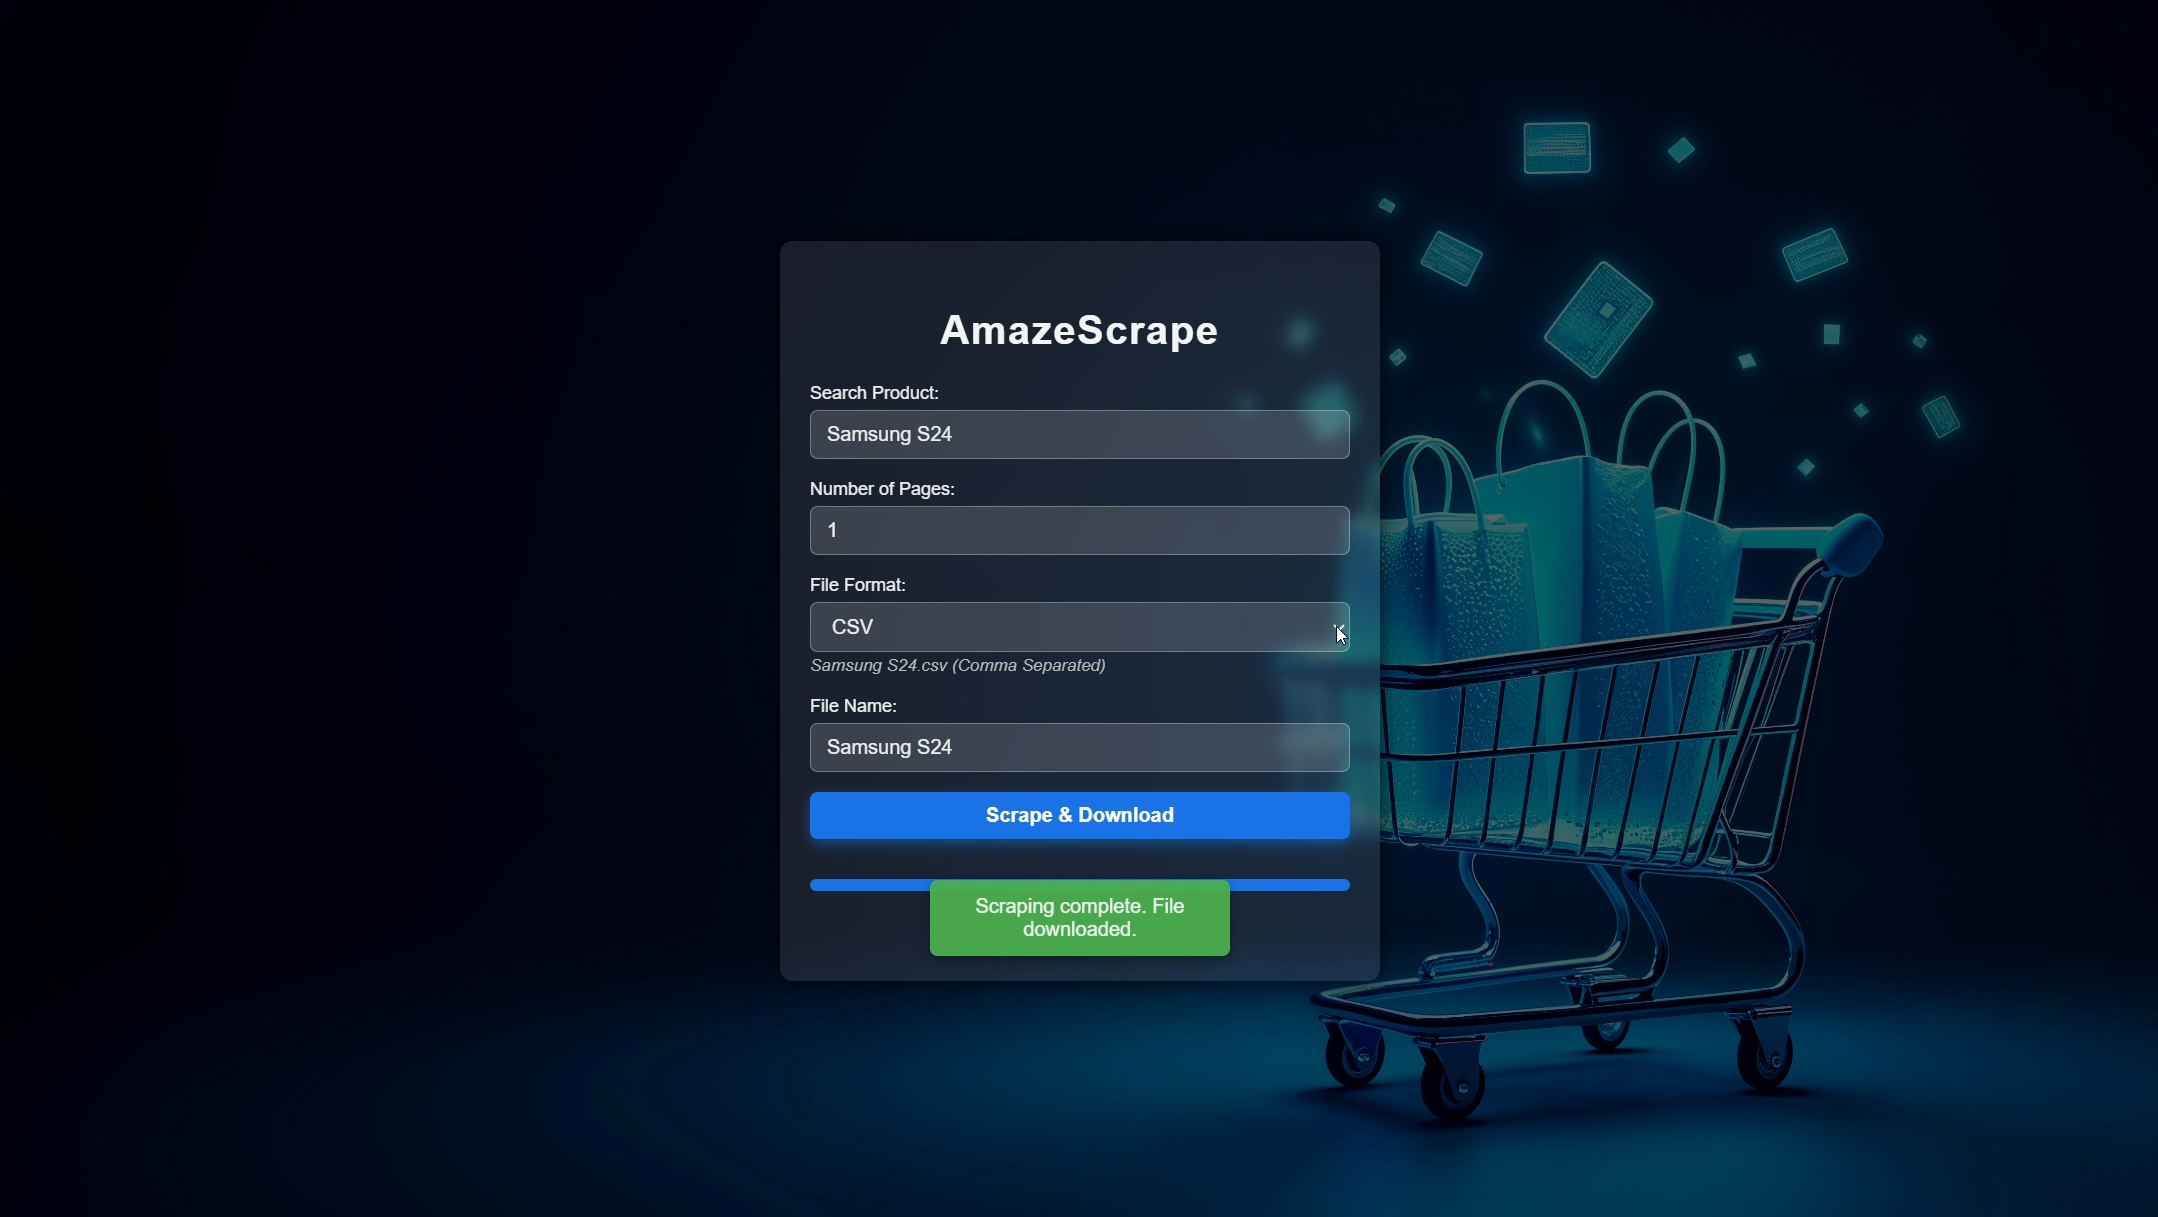 AmazeScrape
Search Product:
Samsung S24
Number of Pages:
1
File Format:
CSV
Samsung S24.csv (Comma Separated)
File Name:
Samsung S24
Scrape & Download
Scraping complete. File
downloaded.